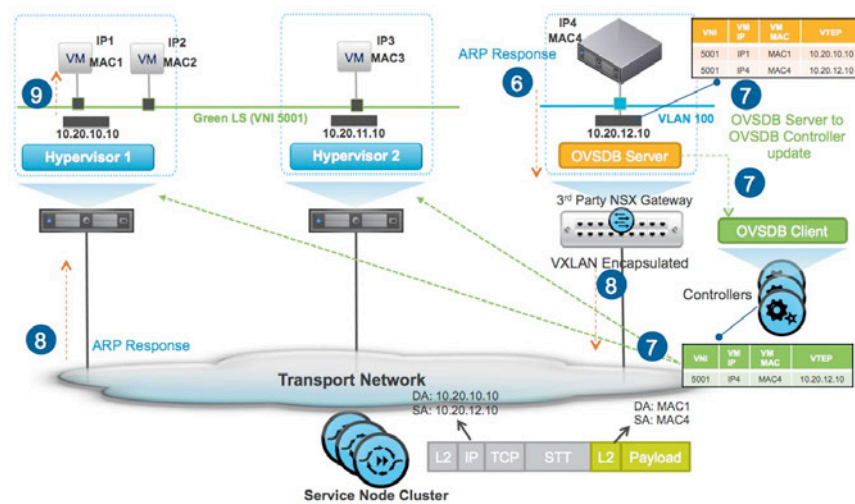 IP1
MAC1
IP2
MAC2
VM
VM
9
Green LS (VNI 5001)
10.20.10.10
Hypervisor 1
IP3
MAC3
VM
10.20.11.10
Hypervisor 2
IP4
MAC4
ARP Response
6
VLAN 100
10.20.12.10
OVSDB Server
VNI VM IP VM MAC VTEP
5001 IP1 MAC1 10.20.10.10
5001 IP4 MAC4 10.20.12.10
7
OVSDB Server to
OVSDB Controller
update
7
3rd Party NSX Gateway
VXLAN Encapsulated
OVSDB Client
Controllers
8
8
ARP Response
7
VNI VM IP VM MAC VTEP
5001 IP4 MAC4 10.20.12.10
Transport Network
DA: 10.20.10.10
SA: 10.20.12.10
DA: MAC1
SA: MAC4
L2 IP TCP STT L2 Payload
Service Node Cluster